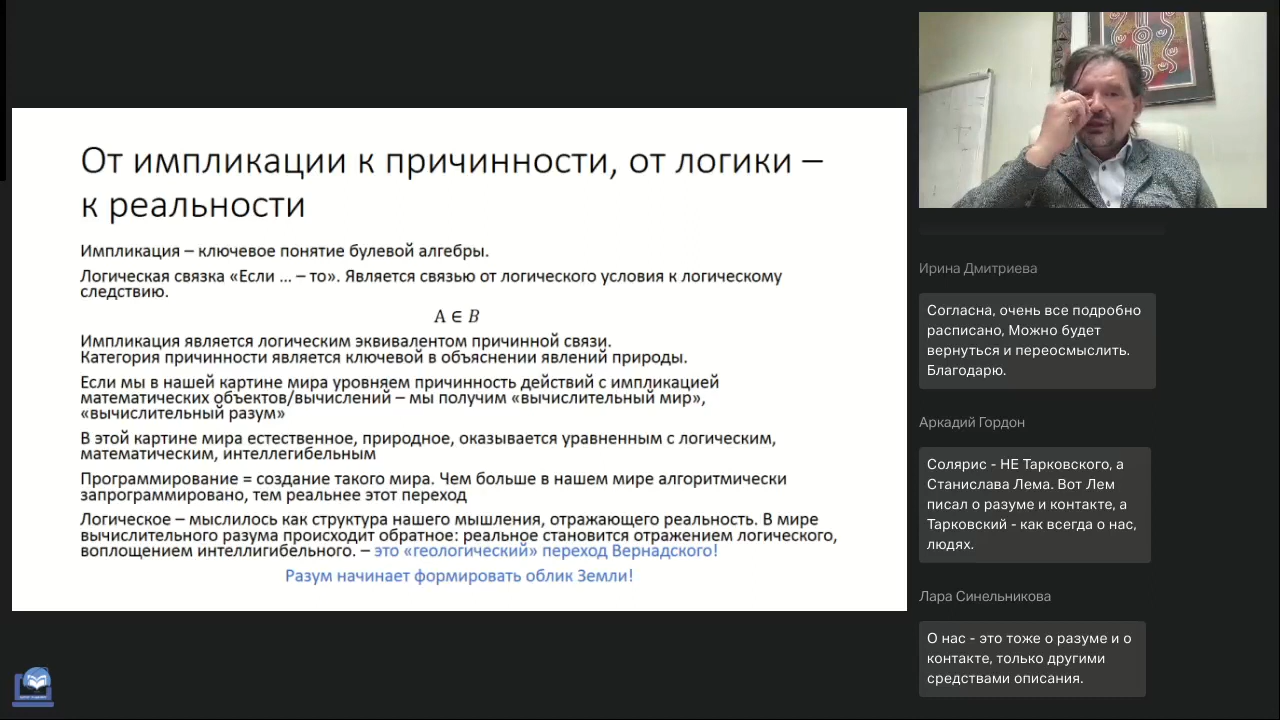 От импликации к причинности, от логики –
к реальности
Импликация – ключевое понятие булевой алгебры.
Логическая связка «Если ... – то». Является связью от логического условия к логическому
следствию.
A ∈ B
Импликация является логическим эквивалентом причинной связи.
Категория причинности является ключевой в объяснении явлений природы.
Если мы в нашей картине мира уровняем причинность действий с импликацией
математических объектов/вычислений – мы получим «вычислительный мир»,
«вычислительный разум»
В этой картине мира естественное, природное, оказывается уравненным с логическим,
математическим, интеллегибельным
Программирование = создание такого мира. Чем больше в нашем мире алгоритмически
запрограммировано, тем реальнее этот переход
Логическое – мыслилось как структура нашего мышления, отражающего реальность. В мире
вычислительного разума происходит обратное: реальное становится отражением логического,
воплощением интеллигибельного. – это «геологический» переход Вернадского!
Разум начинает формировать облик Земли!
Ирина Дмитриева
Согласна, очень все подробно
расписано, Можно будет
вернуться и переосмыслить.
Благодарю.
Аркадий Гордон
Солярис - НЕ Тарковского, а
Станислава Лема. Вот Лем
писал о разуме и контакте, а
Тарковский - как всегда о нас,
людях.
Лара Синельникова
О нас - это тоже о разуме и о
контакте, только другими
средствами описания.